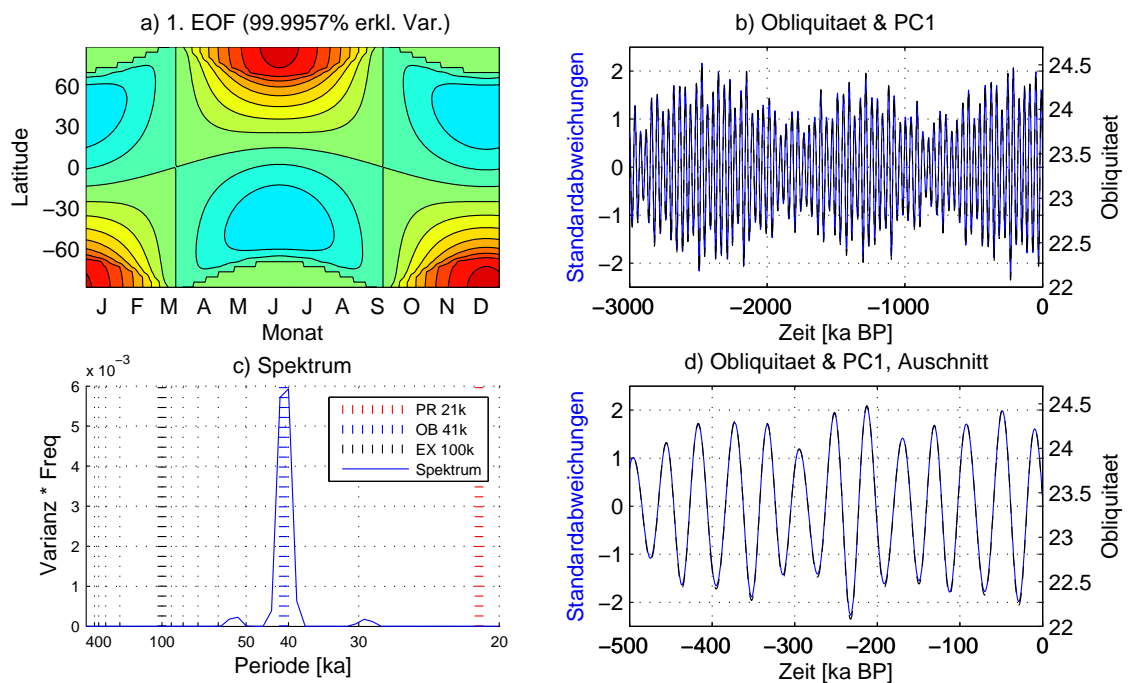 a) 1. EOF (99.9957% erkl. Var.)
Latitude
60
30
0
−30
−60
J F M A M J J A S O N D
Monat
b) Obliquitaet & PC1
Standardabweichungen
2
1
0
−1
−2
24.5
24
23.5
23
22.5
22
Obliquitaet
−3000 −2000 −1000 0
Zeit [ka BP]
c) Spektrum
x 10−3
Varianz * Freq
6
5
4
3
2
1
0
PR 21k
OB 41k
EX 100k
Spektrum
400 100 50 40 30 20
Periode [ka]
d) Obliquitaet & PC1, Auschnitt
Standardabweichungen
2
1
0
−1
−2
24.5
24
23.5
23
22.5
22
Obliquitaet
−500 −400 −300 −200 −100 0
Zeit [ka BP]